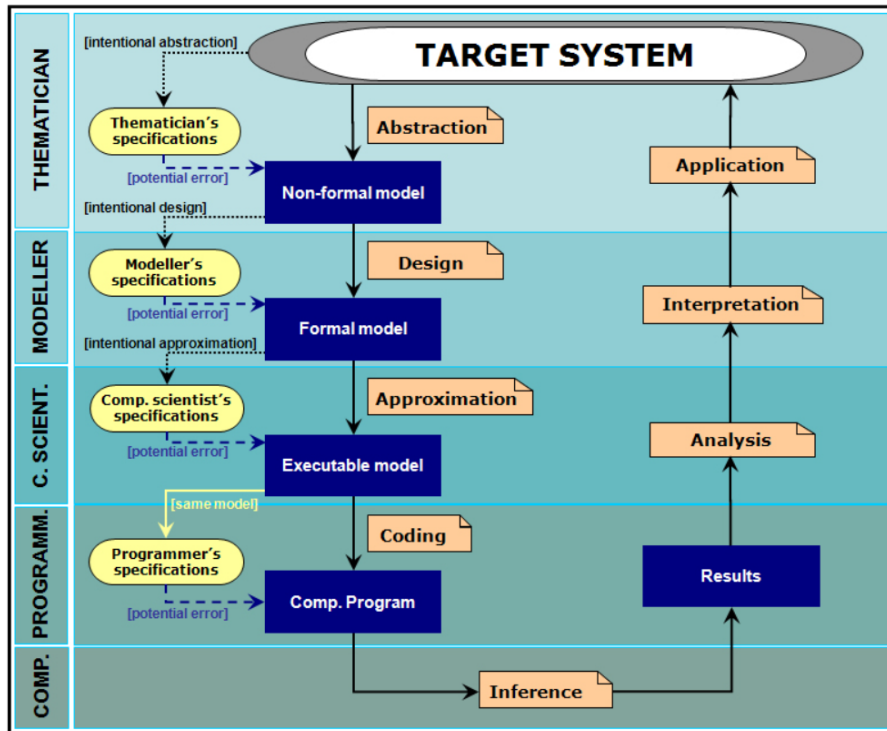 [intentional abstraction]
TARGET SYSTEM
THEMATICIAN
Thematician's
specifications
Abstraction
[potential error]
Non-formal model
Application
[intentional design]
MODELLER
Modeller's
specifications
Design
[potential error]
Formal model
Interpretation
[intentional approximation]
C. SCIENT.
Comp. scientist's
specifications
Approximation
[potential error]
Executable model
Analysis
[same model]
PROGRAMM.
Programmer's
specifications
Coding
[potential error]
Comp. Program
Results
COMP.
Inference